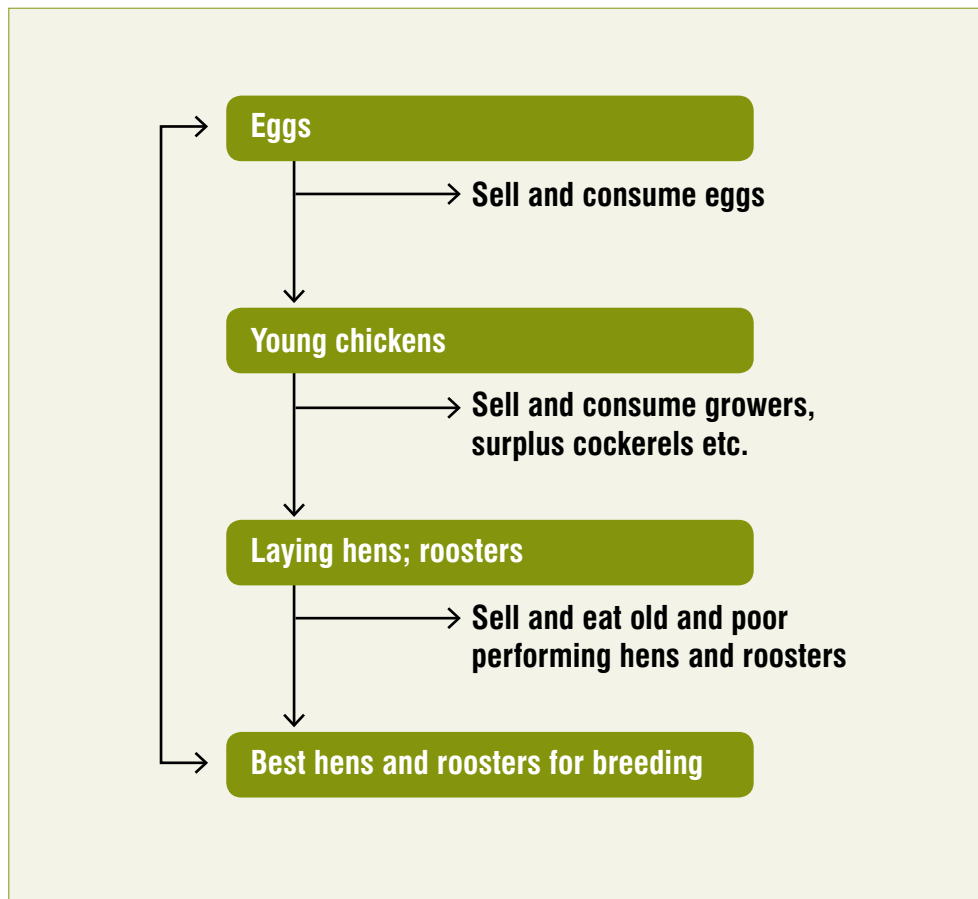 Eggs
Sell and consume eggs
Young chickens
Sell and consume growers,
surplus cockerels etc.
Laying hens; roosters
Sell and eat old and poor
performing hens and roosters
Best hens and roosters for breeding